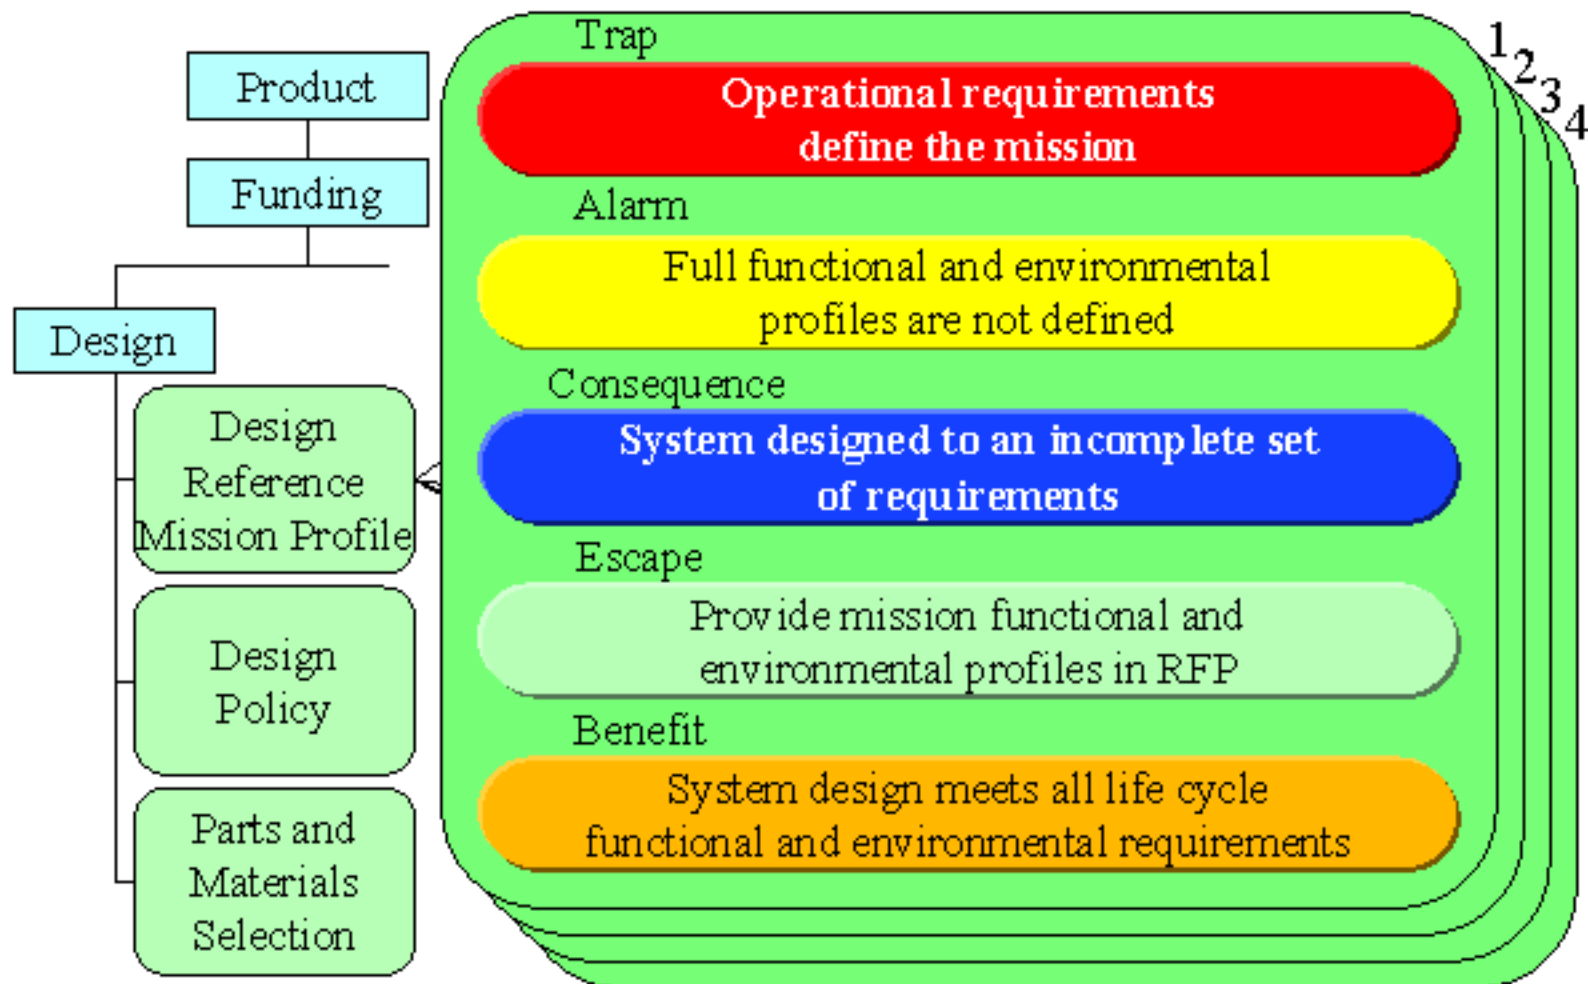 Product
Funding
Design
Design
Reference
Mission Profile
Design
Policy
Parts and
Materials
Selection
Trap
Operational requirements
define the mission
Alarm
Full functional and environmental
profiles are not defined
Consequence
System designed to an incomplete set
of requirements
Escape
Provide mission functional and
environmental profiles in RFP
Benefit
System design meets all life cycle
functional and environmental requirements
1
2
3
4